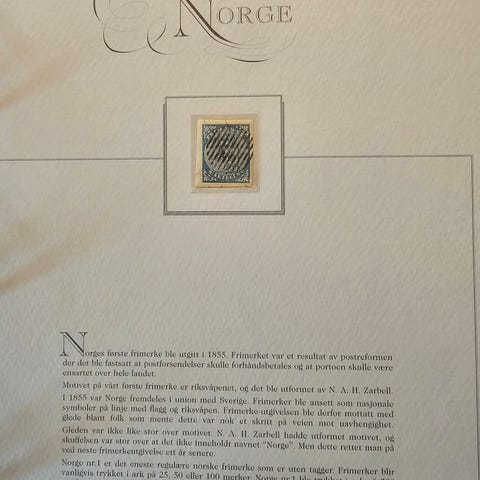 NORGE
Norges første frimerke ble utgitt i 1855. Frimerket var et resultat av postreformen
der det ble fastsatt at postforsendelser skulle forhåndsbetales og at portoen skulle være
ensartet over hele landet.
Motivet på vårt første frimerke er riksvåpenet, og det ble utformet av N. A. H. Zarbell.
I 1855 var Norge fremdeles i union med Sverige. Frimerker ble ansett som nasjonale
symboler på linje med flagg og riksvåpen. Frimerke-utgivelsen ble derfor mottatt med
glede blant folk som mente dette var nok et skritt på veien mot uavhengighet.
Gleden var ikke like stor over motivet. N. A. H. Zarbell hadde utformet motivet, og
skuffelsen var stor over at det ikke inneholdt navnet "Norge". Men dette rettet man på
ved neste frimerkeutgivelse ett år senere.
Norge nr.1 er det eneste regulære norske frimerke som er uten tagger. Frimerker blir
vanligvis trykket i ark på 25, 50 eller 100 merker. Norge nr.1 ble trykket i